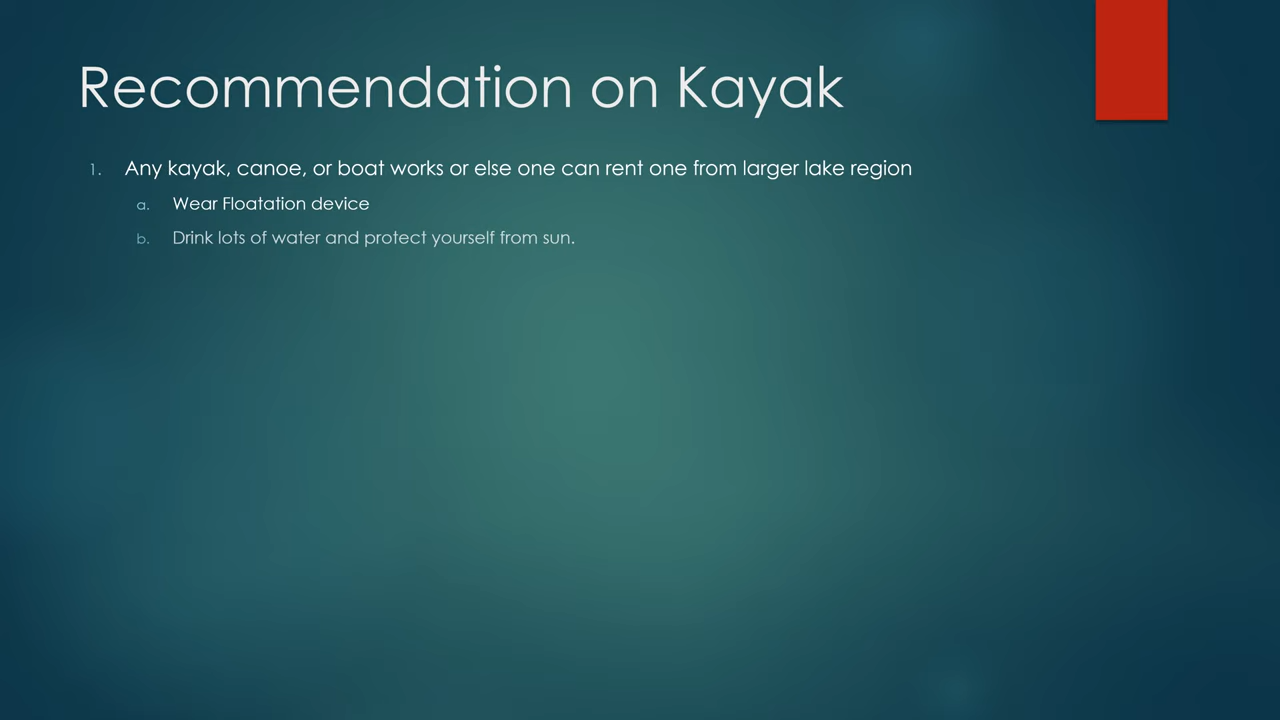 Recommendation on Kayak
1. Any kayak, canoe, or boat works or else one can rent one from larger lake region
a. Wear Floatation device
b. Drink lots of water and protect yourself from sun.